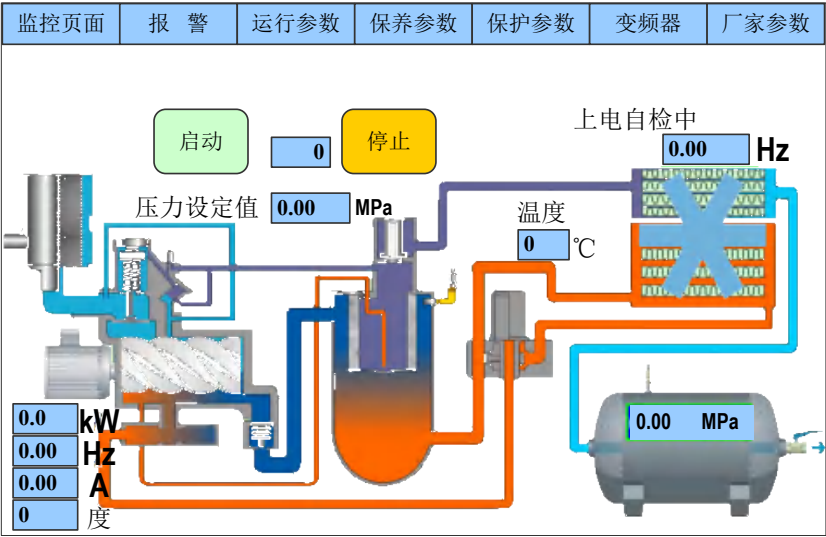 监控页面 报 警 运行参数 保养参数 保护参数 变频器 厂家参数
上电自检中
启动 0 停止
0.00 Hz
压力设定值 0.00 MPa
温度
0 ℃
0.00 MPa
0.0 kW
0.00 Hz
0.00 A
0 度